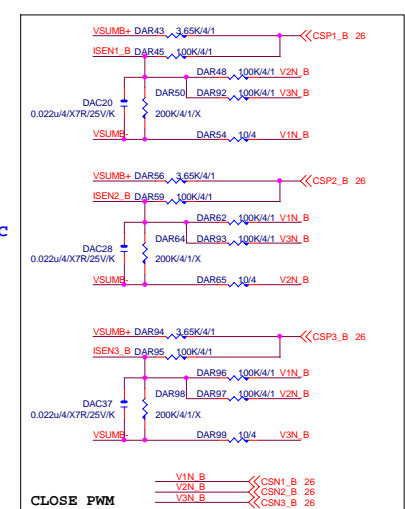 VSUMB+ DAR43 3.65K/4/1 CSP1_B 26
ISEN1_B DAR45 100K/4/1
DAR48 100K/4/1 V2N_B
DAR50 DAR92 100K/4/1 V3N_B
DAC20
0.022u/4/X7R/25V/K 200K/4/1/X
VSUMB- DAR54 10/4 V1N_B
VSUMB+ DAR56 3.65K/4/1 CSP2_B 26
ISEN2_B DAR59 100K/4/1
DAR62 100K/4/1 V1N_B
DAR64 DAR93 100K/4/1 V3N_B
DAC28
0.022u/4/X7R/25V/K 200K/4/1/X
VSUMB- DAR65 10/4 V2N_B
VSUMB+ DAR94 3.65K/4/1 CSP3_B 26
ISEN3_B DAR95 100K/4/1
DAR96 100K/4/1 V1N_B
DAR98 DAR97 100K/4/1 V2N_B
DAC37
0.022u/4/X7R/25V/K 200K/4/1/X
VSUMB- DAR99 10/4 V3N_B
V1N_B CSN1_B 26
V2N_B CSN2_B 26
V3N_B CSN3_B 26
CLOSE PWM